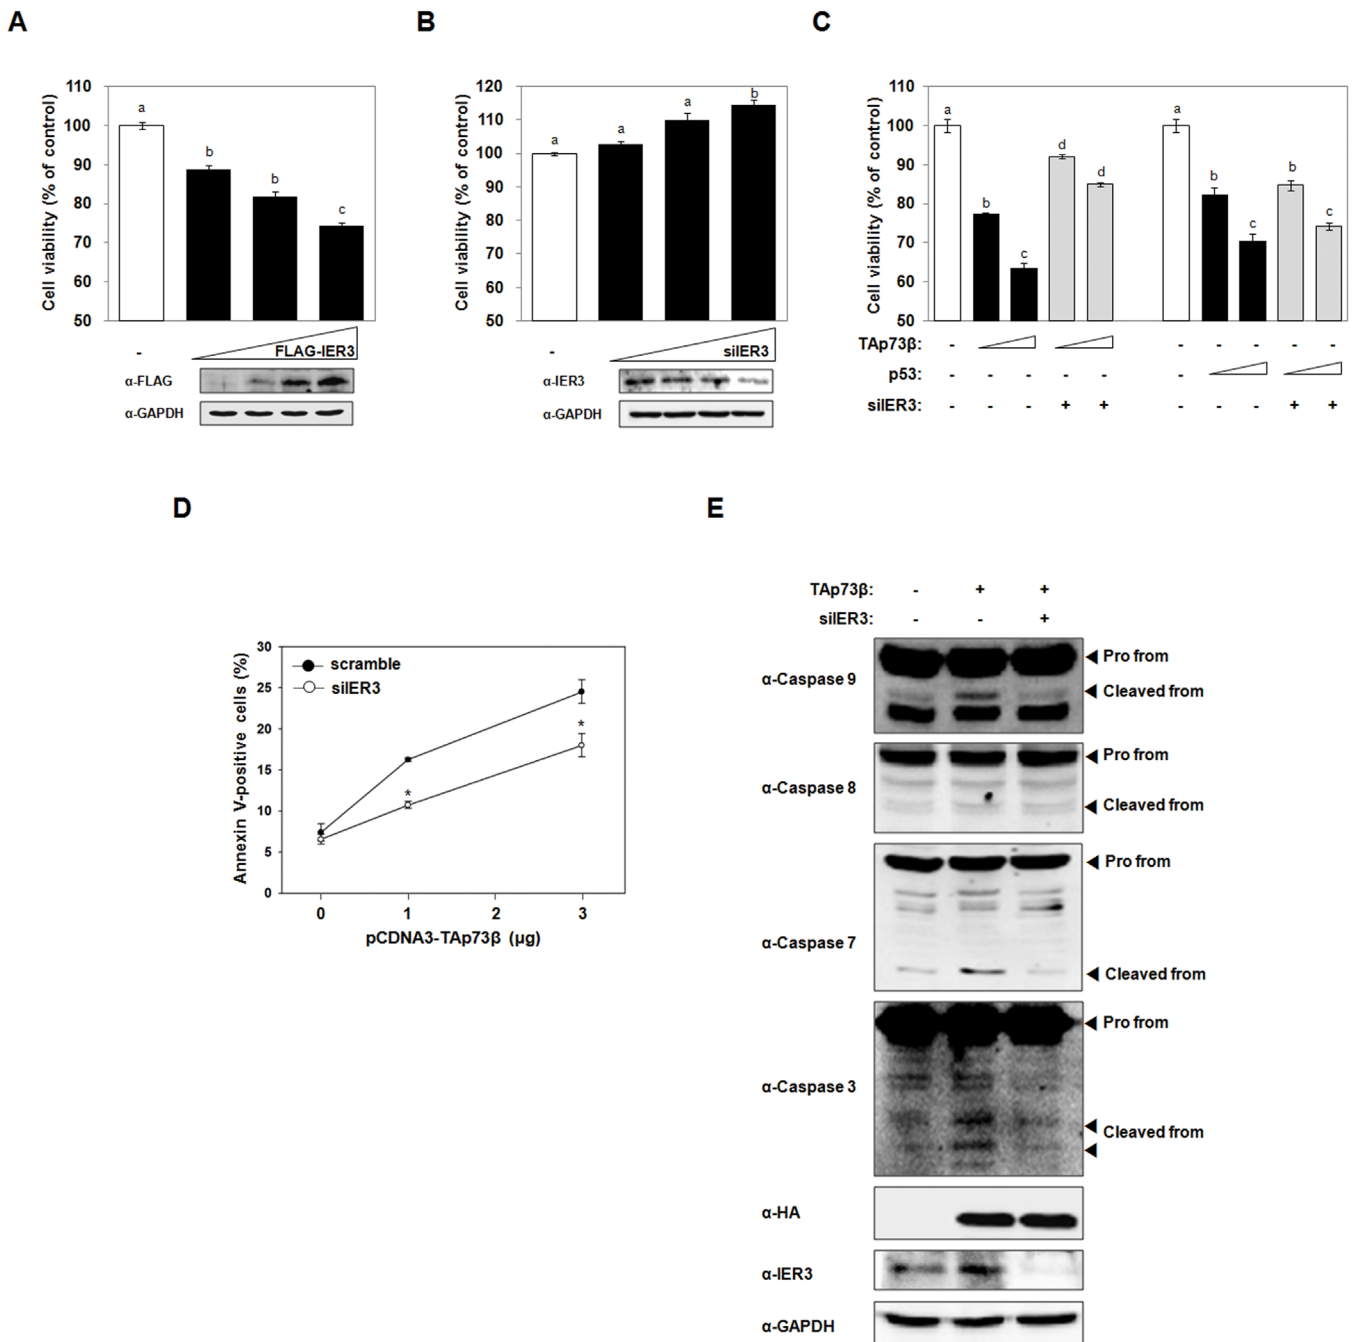 A
B
C
Cell viability (% of control)
110
100
90
80
70
60
50
a
b
b
c
-
FLAG-IER3
α-FLAG
α-GAPDH
Cell viability (% of control)
120
110
100
90
80
70
60
50
a
a
a
b
-
siIER3
α-IER3
α-GAPDH
Cell viability (% of control)
110
100
90
80
70
60
50
a
b
c
d
d
a
b
c
b
c
TAp73β: - - - - - -
p53: - - - - - -
siIER3: - - - + + - - - + +
D
E
Annexin V-positive cells (%)
30
25
20
15
10
5
0
scramble
siIER3
*
*
0 1 2 3
pCDNA3-TAp73β (μg)
TAp73β: - + +
siIER3: - - +
α-Caspase 9
Pro from
Cleaved from
α-Caspase 8
Pro from
Cleaved from
α-Caspase 7
Pro from
Cleaved from
α-Caspase 3
Pro from
Cleaved from
α-HA
α-IER3
α-GAPDH